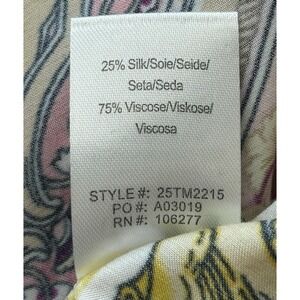 25% Silk/Soie/Seide/
Seta/Seda
75% Viscose/Viskose/
Viscosa
STYLE#: 25TM2215
PO#: A03019
RN#: 106277